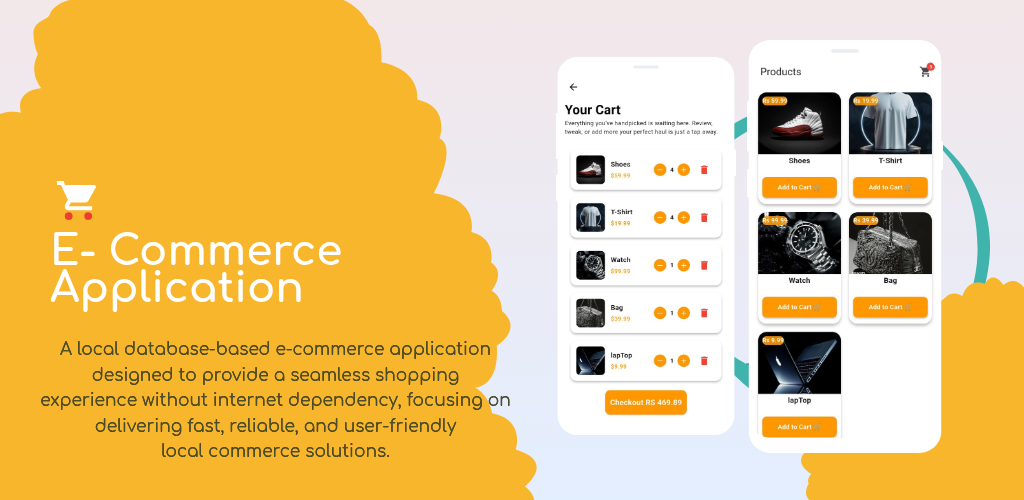 E- Commerce
Application
A local database-based e-commerce application
designed to provide a seamless shopping
experience without internet dependency, focusing on
delivering fast, reliable, and user-friendly
local commerce solutions.
Your Cart
Everything you've handpicked is waiting here. Review,
tweak, or add more your perfect haul is just a tap away.
Shoes
$59.99
4
T-Shirt
$19.99
4
Watch
$99.99
1
Bag
$39.99
1
lapTop
$9.99
1
Checkout RS 469.89
Products
Rs 59.99
Shoes
Add to Cart
Rs 19.99
T-Shirt
Add to Cart
Rs 99.99
Watch
Add to Cart
Rs 39.99
Bag
Add to Cart
Rs 9.99
lapTop
Add to Cart